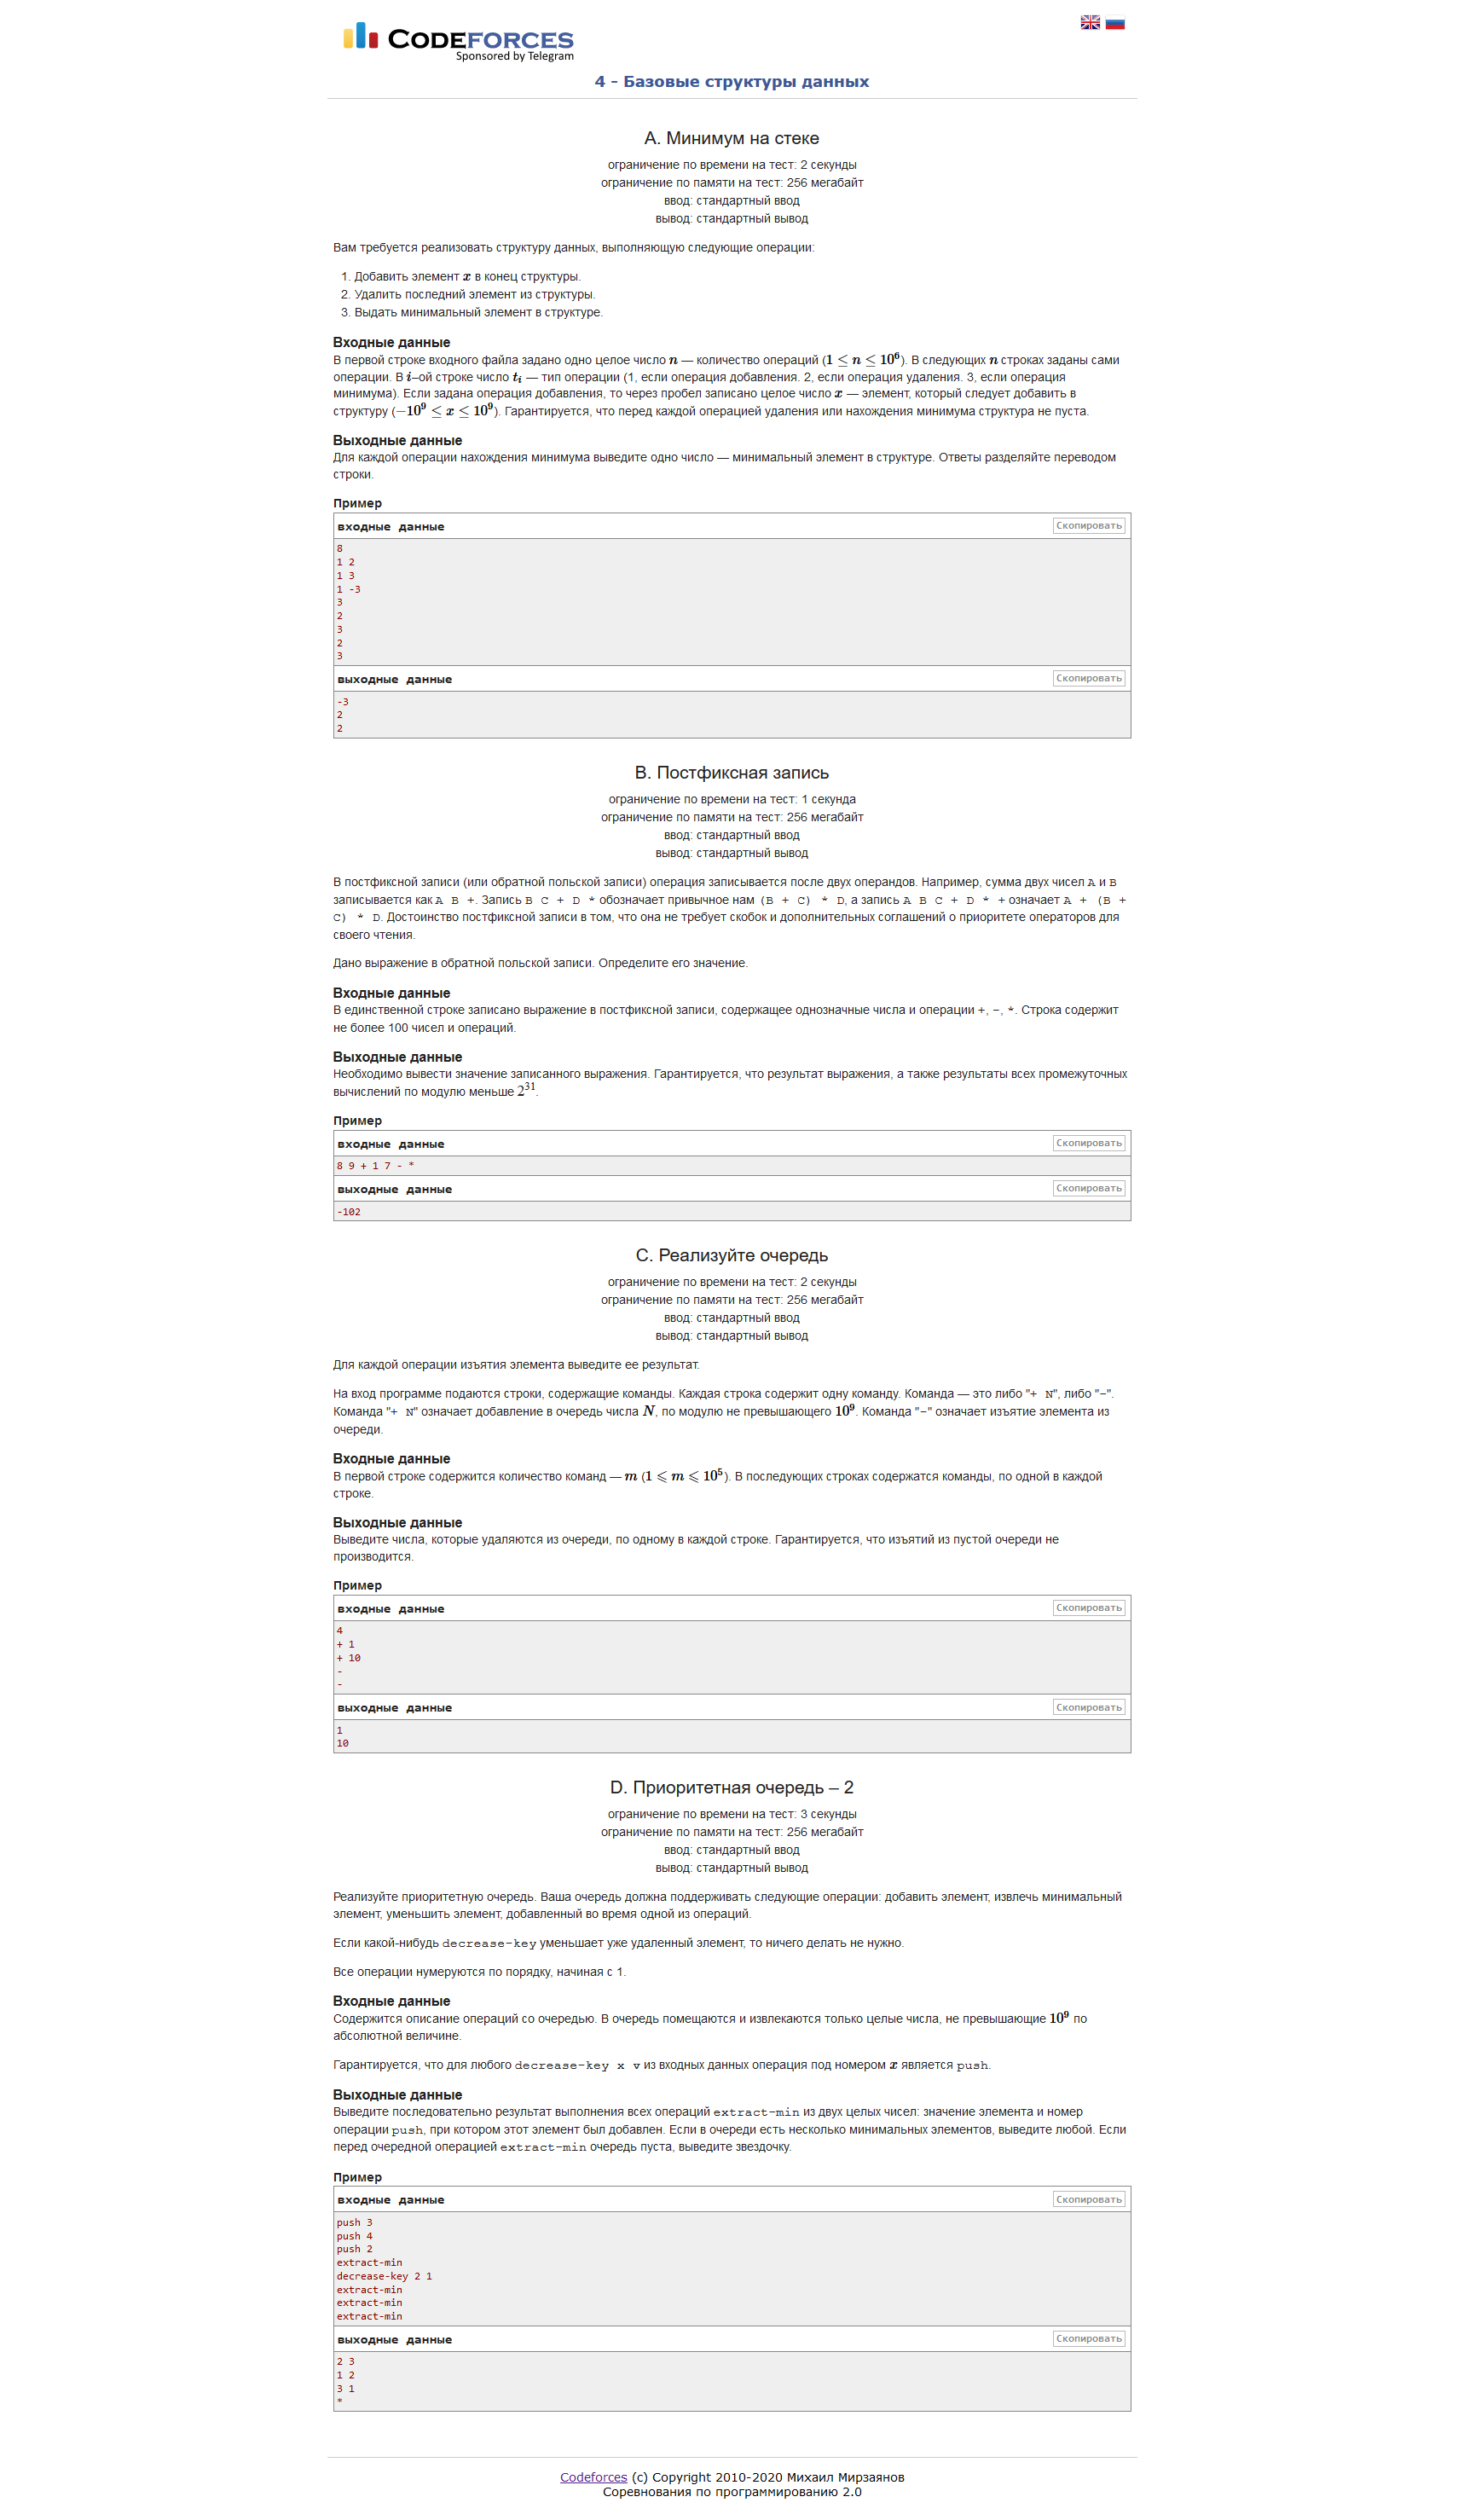 CODEFORCES
Sponsored by Telegram
4 - Базовые структуры данных
A. Минимум на стеке
ограничение по времени на тест: 2 секунды
ограничение по памяти на тест: 256 мегабайт
ввод: стандартный ввод
вывод: стандартный вывод
Вам требуется реализовать структуру данных, выполняющую следующие операции:
1. Добавить элемент x в конец структуры.
2. Удалить последний элемент из структуры.
3. Выдать минимальный элемент в структуре.
Входные данные
В первой строке входного файла задано одно целое число n — количество операций (1 ≤ n ≤ 10^6). В следующих n строках заданы сами
операции. В i–ой строке число t_i — тип операции (1, если операция добавления. 2, если операция удаления. 3, если операция
минимума). Если задана операция добавления, то через пробел записано целое число x — элемент, который следует добавить в
структуру (−10^9 ≤ x ≤ 10^9). Гарантируется, что перед каждой операцией удаления или нахождения минимума структура не пуста.
Выходные данные
Для каждой операции нахождения минимума выведите одно число — минимальный элемент в структуре. Ответы разделяйте переводом
строки.
Пример
входные данные Скопировать
8
1 2
1 3
1 -3
3
2
3
2
3
выходные данные Скопировать
-3
2
2
B. Постфиксная запись
ограничение по времени на тест: 1 секунда
ограничение по памяти на тест: 256 мегабайт
ввод: стандартный ввод
вывод: стандартный вывод
В постфиксной записи (или обратной польской записи) операция записывается после двух операндов. Например, сумма двух чисел A и B
записывается как A B +. Запись B C + D * обозначает привычное нам (B + C) * D, а запись A B C + D * + означает A + (B +
C) * D. Достоинство постфиксной записи в том, что она не требует скобок и дополнительных соглашений о приоритете операторов для
своего чтения.
Дано выражение в обратной польской записи. Определите его значение.
Входные данные
В единственной строке записано выражение в постфиксной записи, содержащее однозначные числа и операции +, -, *. Строка содержит
не более 100 чисел и операций.
Выходные данные
Необходимо вывести значение записанного выражения. Гарантируется, что результат выражения, а также результаты всех промежуточных
вычислений по модулю меньше 2^31.
Пример
входные данные Скопировать
8 9 + 1 7 - *
выходные данные Скопировать
-102
C. Реализуйте очередь
ограничение по времени на тест: 2 секунды
ограничение по памяти на тест: 256 мегабайт
ввод: стандартный ввод
вывод: стандартный вывод
Для каждой операции изъятия элемента выведите ее результат.
На вход программе подаются строки, содержащие команды. Каждая строка содержит одну команду. Команда — это либо "+ N", либо "-".
Команда "+ N" означает добавление в очередь числа N, по модулю не превышающего 10^9. Команда "-" означает изъятие элемента из
очереди.
Входные данные
В первой строке содержится количество команд — m (1 ⩽ m ⩽ 10^5). В последующих строках содержатся команды, по одной в каждой
строке.
Выходные данные
Выведите числа, которые удаляются из очереди, по одному в каждой строке. Гарантируется, что изъятий из пустой очереди не
производится.
Пример
входные данные Скопировать
4
+ 1
+ 10
-
-
выходные данные Скопировать
1
10
D. Приоритетная очередь – 2
ограничение по времени на тест: 3 секунды
ограничение по памяти на тест: 256 мегабайт
ввод: стандартный ввод
вывод: стандартный вывод
Реализуйте приоритетную очередь. Ваша очередь должна поддерживать следующие операции: добавить элемент, извлечь минимальный
элемент, уменьшить элемент, добавленный во время одной из операций.
Если какой-нибудь decrease-key уменьшает уже удаленный элемент, то ничего делать не нужно.
Все операции нумеруются по порядку, начиная с 1.
Входные данные
Содержится описание операций со очередью. В очередь помещаются и извлекаются только целые числа, не превышающие 10^9 по
абсолютной величине.
Гарантируется, что для любого decrease-key x v из входных данных операция под номером x является push.
Выходные данные
Выведите последовательно результат выполнения всех операций extract-min из двух целых чисел: значение элемента и номер
операции push, при котором этот элемент был добавлен. Если в очереди есть несколько минимальных элементов, выведите любой. Если
перед очередной операцией extract-min очередь пуста, выведите звездочку.
Пример
входные данные Скопировать
push 3
push 4
push 2
extract-min
decrease-key 2 1
extract-min
extract-min
extract-min
выходные данные Скопировать
2 3
1 2
3 1
*
Codeforces (c) Copyright 2010-2020 Михаил Мирзаянов
Соревнования по программированию 2.0